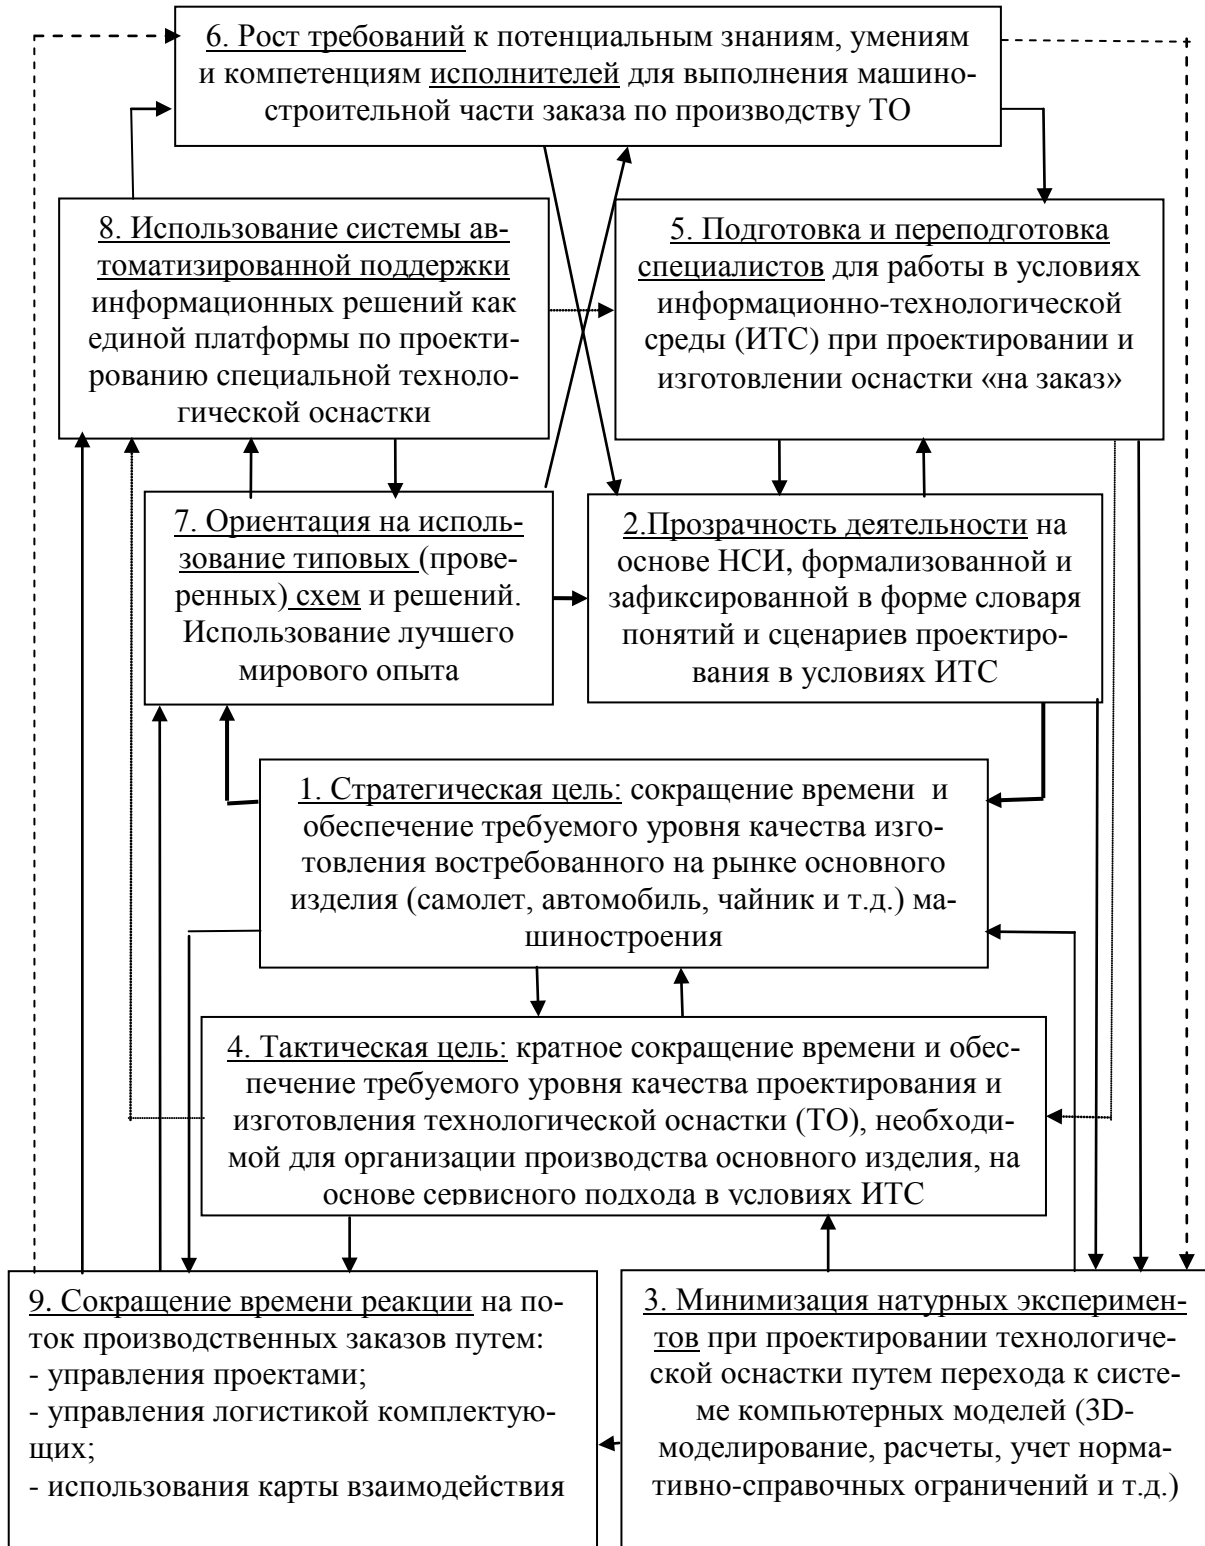 6. Рост требований к потенциальным знаниям, умениям
и компетенциям исполнителей для выполнения машино-
строительной части заказа по производству ТО
8. Использование системы ав-
томатизированной поддержки
информационных решений как
единой платформы по проекти-
рованию специальной техноло-
гической оснастки
5. Подготовка и переподготовка
специалистов для работы в условиях
информационно-технологической
среды (ИТС) при проектировании и
изготовлении оснастки «на заказ»
7. Ориентация на исполь-
зование типовых (прове-
ренных) схем и решений.
Использование лучшего
мирового опыта
2.Прозрачность деятельности на
основе НСИ, формализованной и
зафиксированной в форме словаря
понятий и сценариев проектиро-
вания в условиях ИТС
1. Стратегическая цель: сокращение времени и
обеспечение требуемого уровня качества изго-
товления востребованного на рынке основного
изделия (самолет, автомобиль, чайник и т.д.) ма-
шиностроения
4. Тактическая цель: кратное сокращение времени и обес-
печение требуемого уровня качества проектирования и
изготовления технологической оснастки (ТО), необходи-
мой для организации производства основного изделия, на
основе сервисного подхода в условиях ИТС
9. Сокращение времени реакции на по-
ток производственных заказов путем:
- управления проектами;
- управления логистикой комплектую-
щих;
- использования карты взаимодействия
3. Минимизация натурных эксперимен-
тов при проектировании технологиче-
ской оснастки путем перехода к систе-
ме компьютерных моделей (3D-
моделирование, расчеты, учет норма-
тивно-справочных ограничений и т.д.)